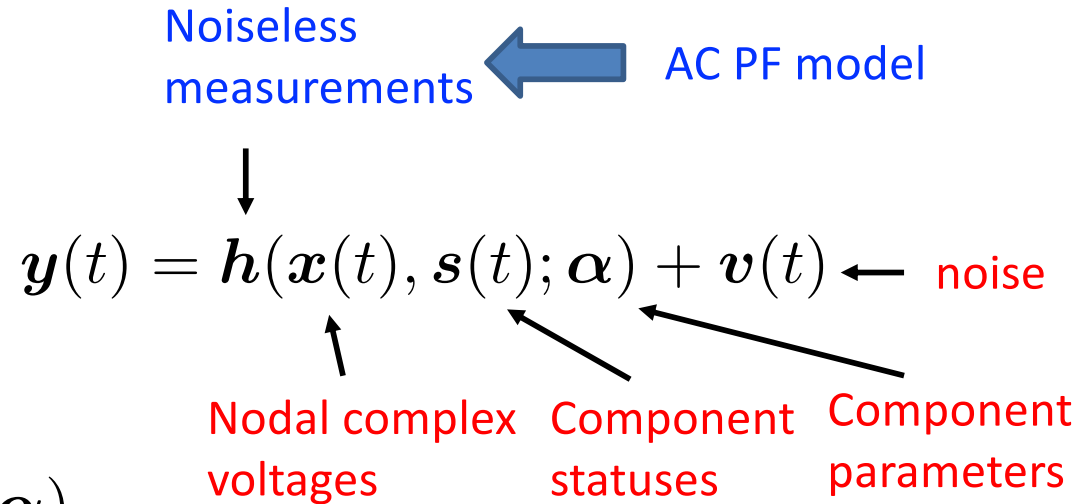 Noiseless
measurements
AC PF model
y(t) = h(x(t), s(t); α) + v(t)
noise
Nodal complex
voltages
Component
statuses
Component
parameters
α)